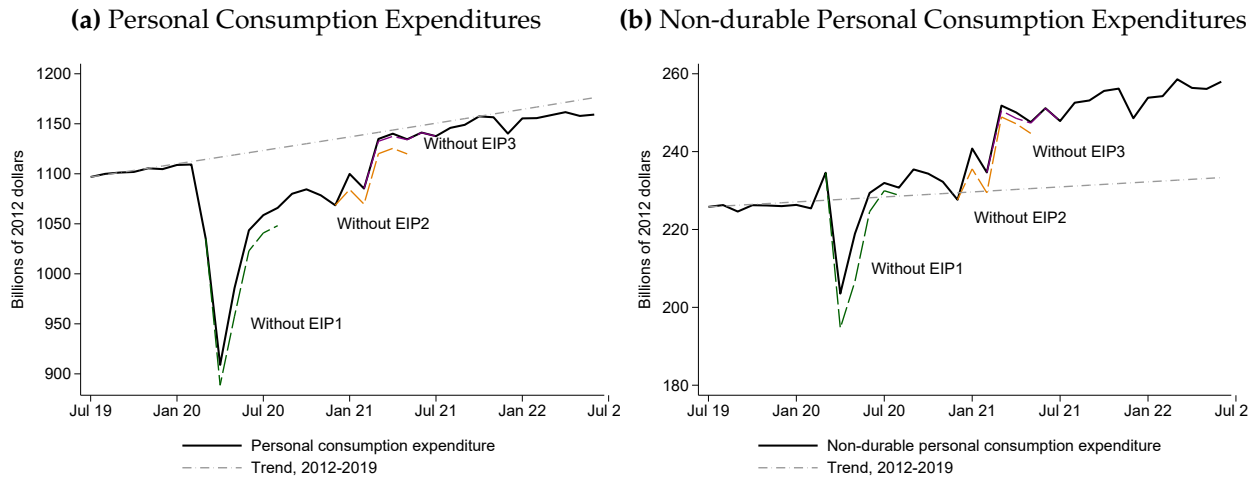 (a) Personal Consumption Expenditures
Billions of 2012 dollars
1200
1150
1100
1050
1000
950
900
Without EIP3
Without EIP2
Without EIP1
Jul 19 Jan 20 Jul 20 Jan 21 Jul 21 Jan 22 Jul 2
Personal consumption expenditure
Trend, 2012-2019
(b) Non-durable Personal Consumption Expenditures
Billions of 2012 dollars
260
240
220
200
180
Without EIP3
Without EIP2
Without EIP1
Jul 19 Jan 20 Jul 20 Jan 21 Jul 21 Jan 22 Jul 2
Non-durable personal consumption expenditure
Trend, 2012-2019